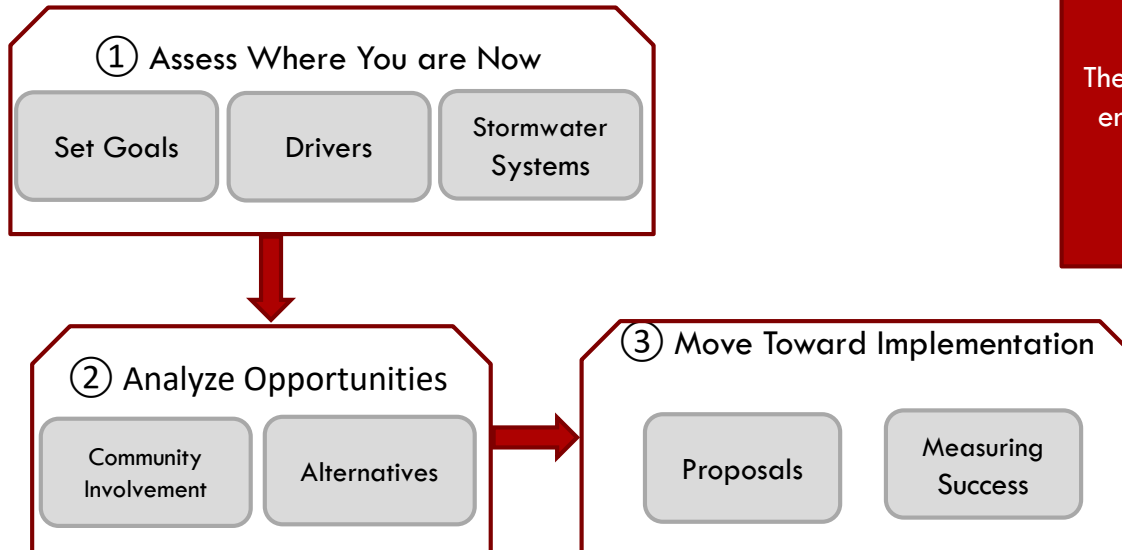 ① Assess Where You are Now
Set Goals
Drivers
Stormwater
Systems
② Analyze Opportunities
Community
Involvement
Alternatives
③ Move Toward Implementation
Proposals
Measuring
Success
The